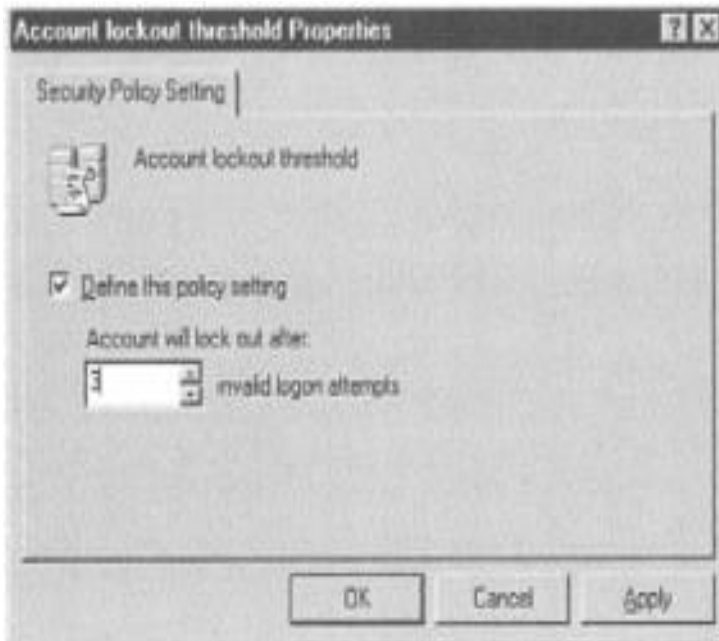 Account lockout threshold Properties
Security Policy Setting
Account lockout threshold
Define this policy setting
Account will lock out after:
3 invalid logon attempts
OK Cancel Apply